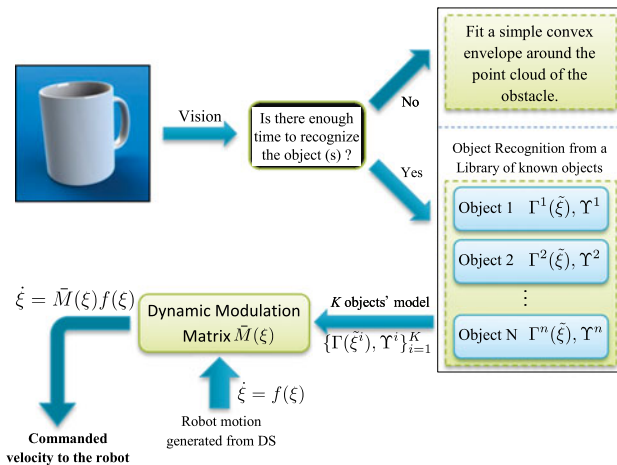 Fit a simple convex
envelope around the
point cloud of the
obstacle.
Vision
Is there enough
time to recognize
the object (s) ?
No
Yes
Object Recognition from a
Library of known objects
Object 1 Γ¹(ξ̃), ϒ¹
Object 2 Γ²(ξ̃), ϒ²
⋮
Object N Γⁿ(ξ̃), ϒⁿ
K objects' model
{Γ(ξ̃ⁱ), ϒⁱ}ᴷᵢ₌₁
Dynamic Modulation
Matrix M̄(ξ)
ξ̇ = M̄(ξ)f(ξ)
ξ̇ = f(ξ)
Robot motion
generated from DS
Commanded
velocity to the robot